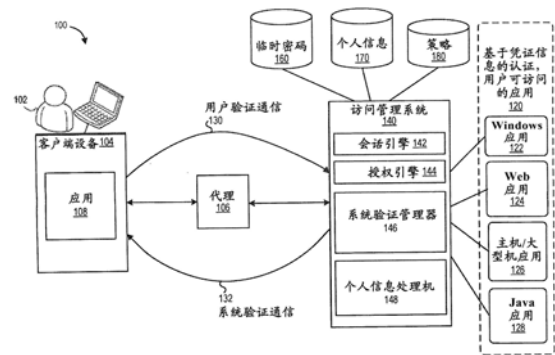 100
102
临时密码
160
个人信息
170
策略
180
用户验证通信
130
客户端设备 104
应用
108
代理
106
访问管理系统
140
会话引擎 142
授权引擎 144
系统验证管理器
146
个人信息处理机
148
132
系统验证通信
基于凭证信
息的认证，
用户可访问
的应用
120
Windows
应用
122
Web
应用
124
主机/大
型机应用
126
Java
应用
128